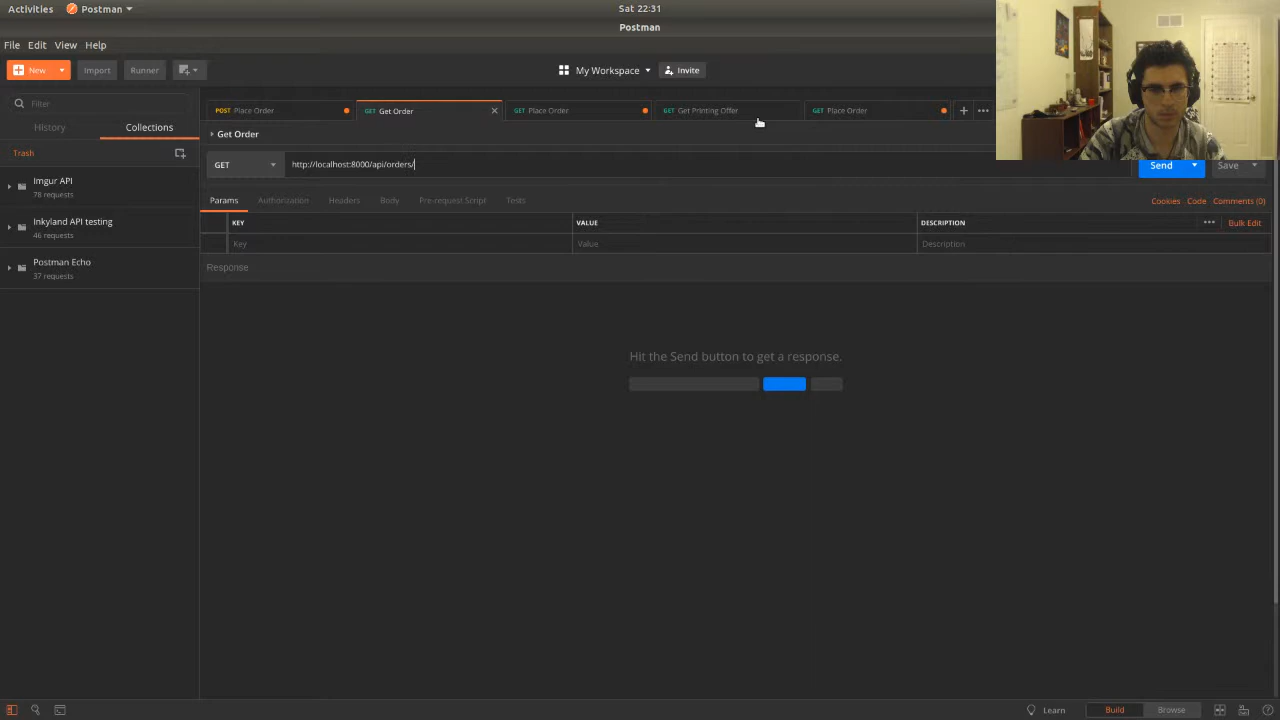 Activities Postman Sat 22:31
Postman
File Edit View Help
New Import Runner My Workspace Invite
Filter
History Collections
Trash
Imgur API
78 requests
Inkyland API testing
46 requests
Postman Echo
37 requests
POST Place Order GET Get Order GET Place Order GET Get Printing Offer GET Place Order
Get Order
GET http://localhost:8000/api/orders/ Send Save
Params Authorization Headers Body Pre-request Script Tests Cookies Code Comments (0)
KEY VALUE DESCRIPTION Bulk Edit
Key Value Description
Response
Hit the Send button to get a response.
Learn Build Browse